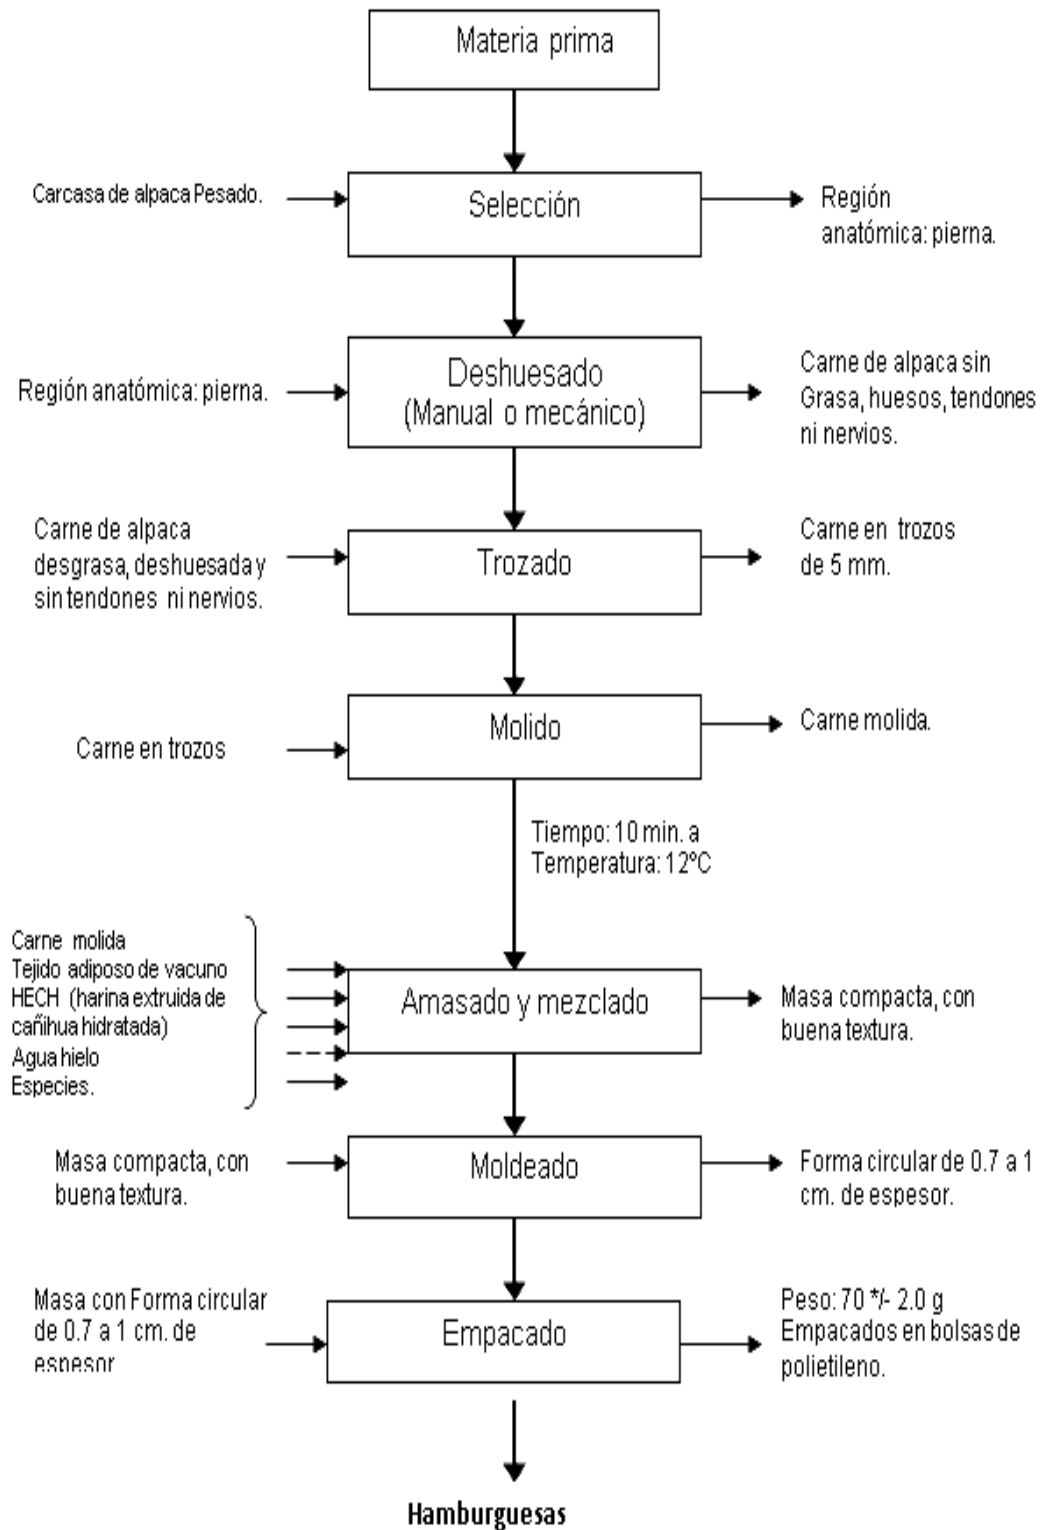 Materia prima
Carcasa de alpaca Pesado.
Selección
Región
anatómica: pierna.
Región anatómica: pierna.
Deshuesado
(Manual o mecánico)
Carne de alpaca sin
Grasa, huesos, tendones
ni nervios.
Carne de alpaca
desgrasa, deshuesada y
sin tendones ni nervios.
Trozado
Carne en trozos
de 5 mm.
Carne en trozos
Molido
Carne molida.
Tiempo: 10 min. a
Temperatura: 12ºC
Carne molida
Tejido adiposo de vacuno
HECH (harina extruida de
cañihua hidratada)
Agua hielo
Especies.
Amasado y mezclado
Masa compacta, con
buena textura.
Masa compacta, con
buena textura.
Moldeado
Forma circular de 0.7 a 1
cm. de espesor.
Masa con Forma circular
de 0.7 a 1 cm. de
espesor
Empacado
Peso: 70 */- 2.0 g
Empacados en bolsas de
polietileno.
Hamburguesas